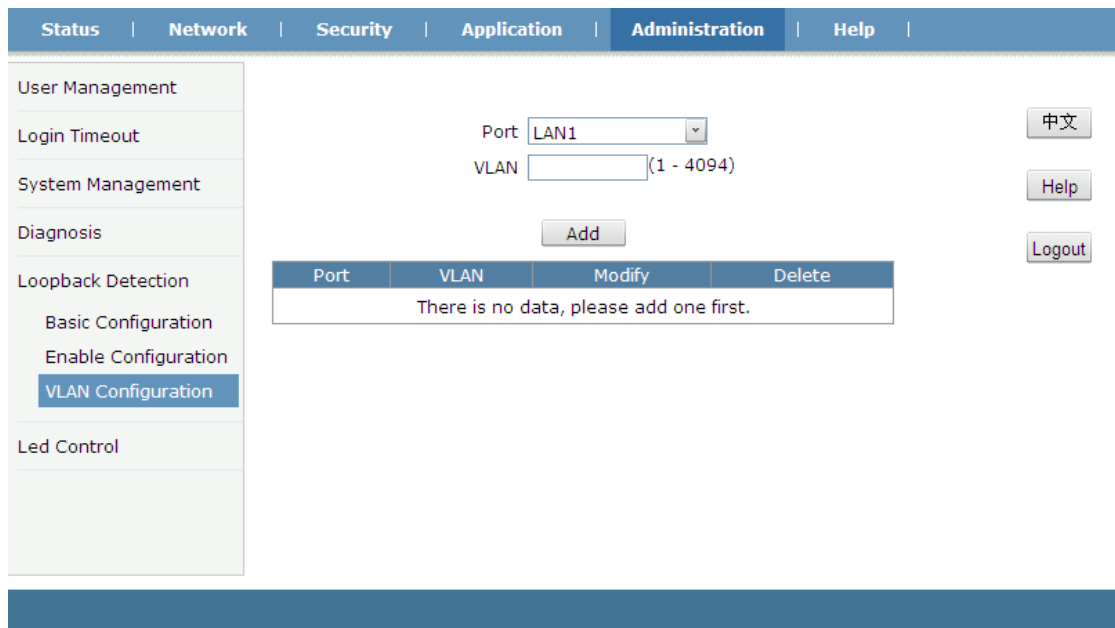 Status | Network | Security | Application | Administration | Help |
User Management
Login Timeout
System Management
Diagnosis
Loopback Detection
Basic Configuration
Enable Configuration
VLAN Configuration
Led Control
Port LAN1
VLAN (1 - 4094)
Add
Port VLAN Modify Delete
There is no data, please add one first.
中文
Help
Logout